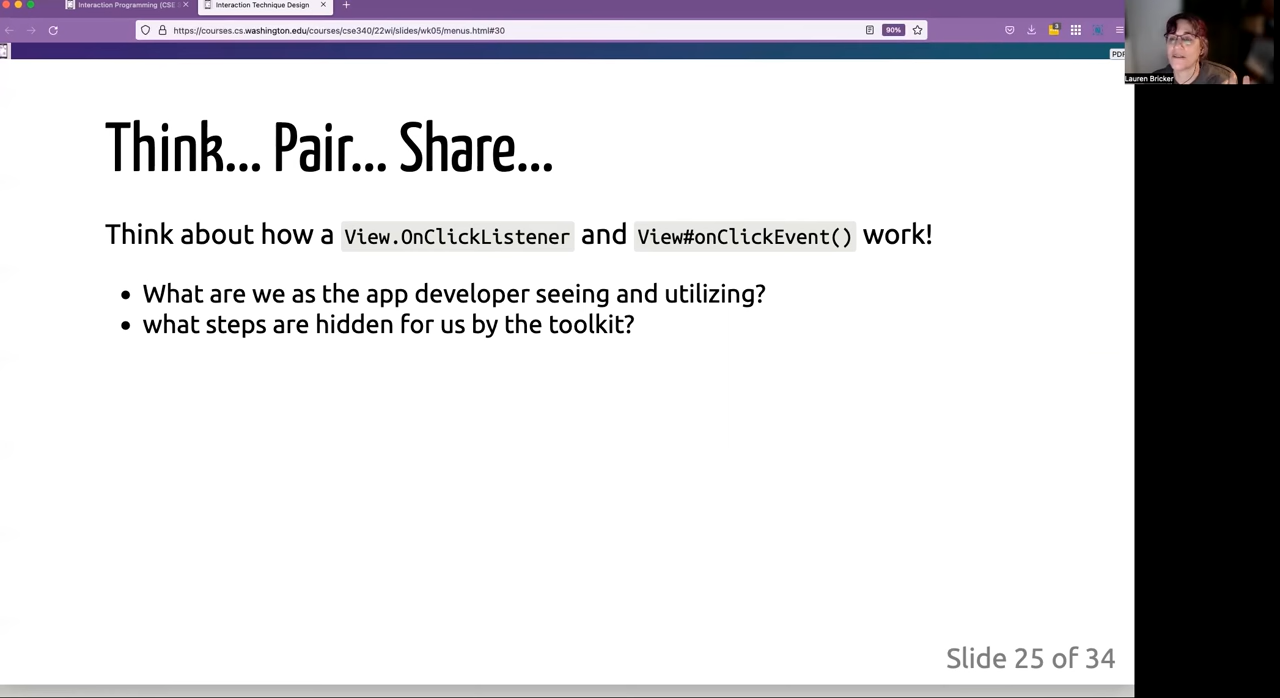 Interaction Programming (CSE
Interaction Technique Design
https://courses.cs.washington.edu/courses/cse340/22wi/slides/wk05/menus.html#30
90%
3
PDF
Lauren Bricker
Think... Pair... Share...
Think about how a View.OnClickListener and View#onClickEvent() work!
• What are we as the app developer seeing and utilizing?
• what steps are hidden for us by the toolkit?
Slide 25 of 34